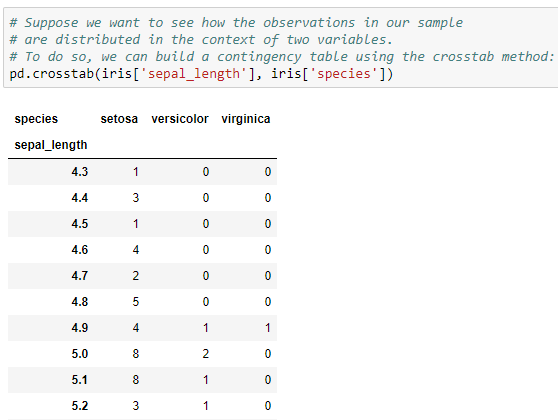 # Suppose we want to see how the observations in our sample
# are distributed in the context of two variables.
# To do so, we can build a contingency table using the crosstab method:
pd.crosstab(iris['sepal_length'], iris['species'])
species setosa versicolor virginica
sepal_length
4.3 1 0 0
4.4 3 0 0
4.5 1 0 0
4.6 4 0 0
4.7 2 0 0
4.8 5 0 0
4.9 4 1 1
5.0 8 2 0
5.1 8 1 0
5.2 3 1 0